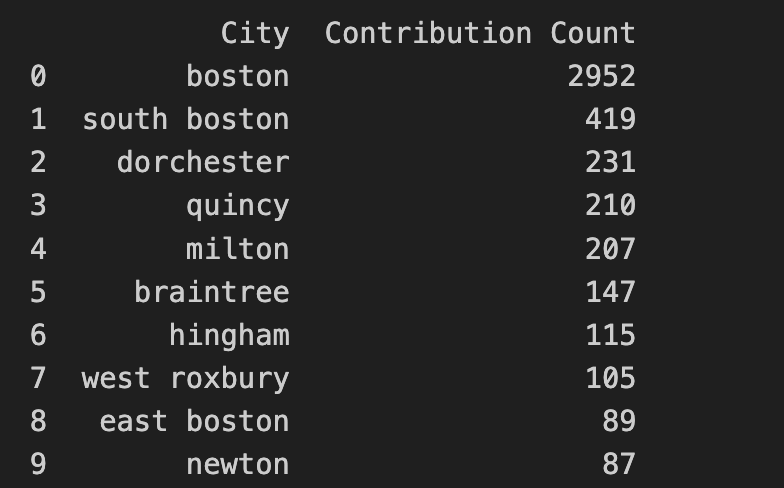 City Contribution Count
0 boston 2952
1 south boston 419
2 dorchester 231
3 quincy 210
4 milton 207
5 braintree 147
6 hingham 115
7 west roxbury 105
8 east boston 89
9 newton 87